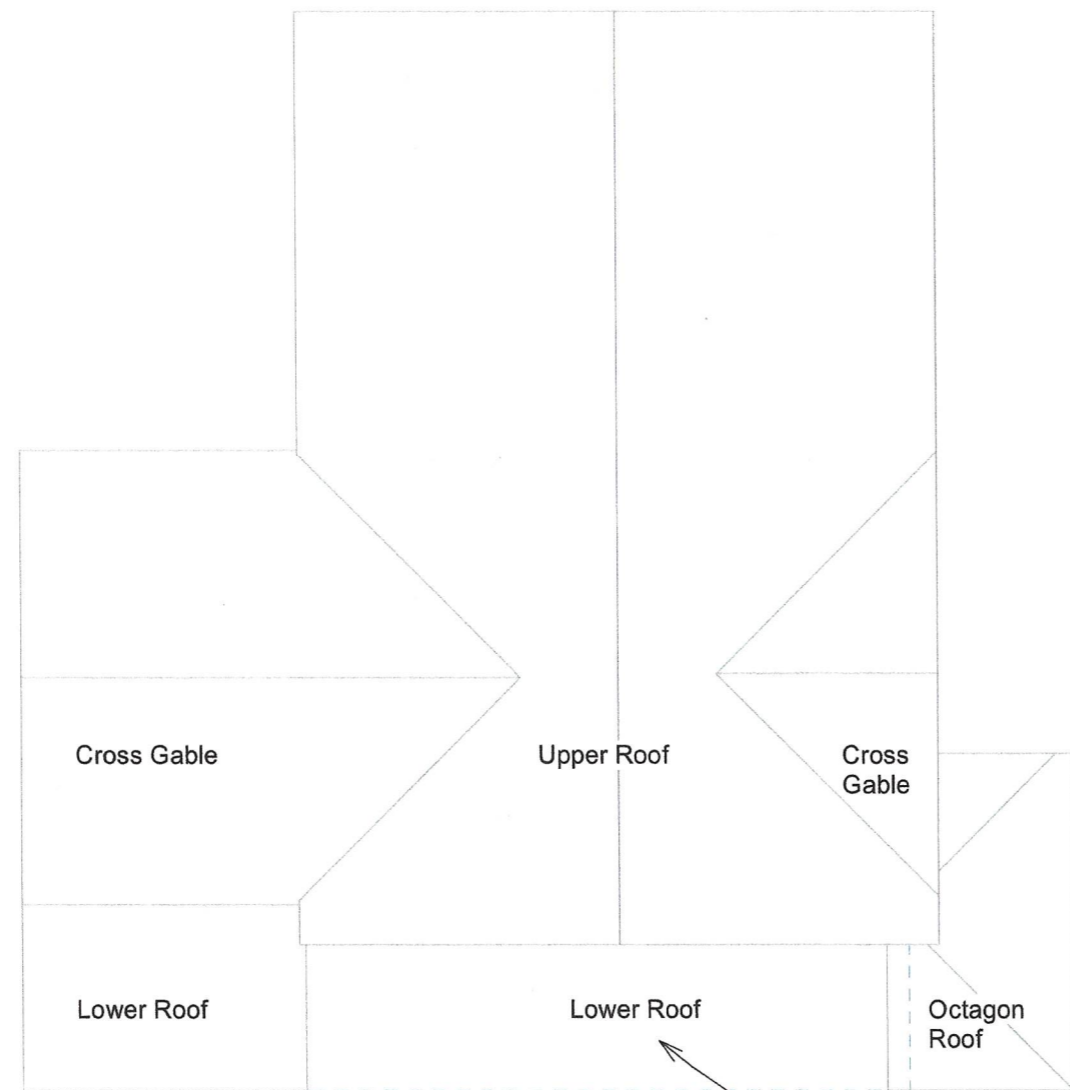 Cross Gable
Upper Roof
Cross
Gable
Lower Roof
Lower Roof
Octagon
Roof